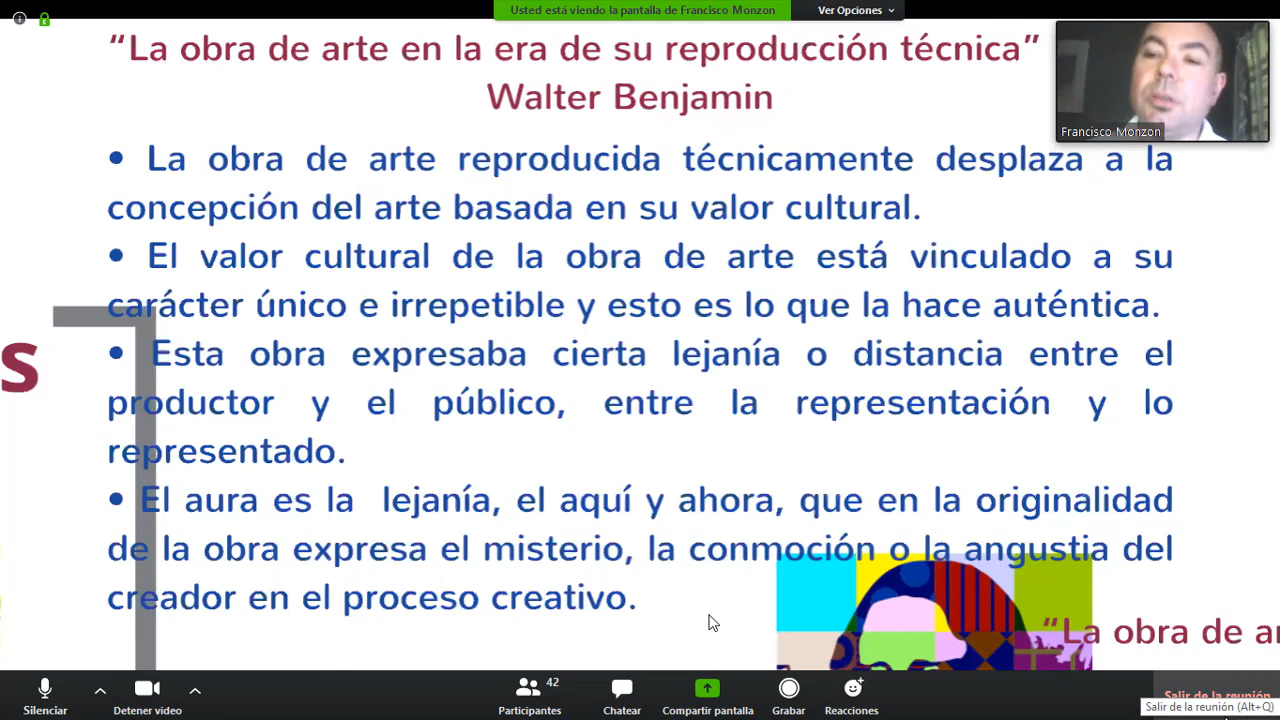 Usted está viendo la pantalla de Francisco Monzon
Ver Opciones
“La obra de arte en la era de su reproducción técnica”
Walter Benjamin
Francisco Monzon
• La obra de arte reproducida técnicamente desplaza a la
concepción del arte basada en su valor cultural.
• El valor cultural de la obra de arte está vinculado a su
carácter único e irrepetible y esto es lo que la hace auténtica.
• Esta obra expresaba cierta lejanía o distancia entre el
productor y el público, entre la representación y lo
representado.
• El aura es la lejanía, el aquí y ahora, que en la originalidad
de la obra expresa el misterio, la conmoción o la angustia del
creador en el proceso creativo.
s
“La obra de ar
Silenciar
Detener video
42
Participantes
Chatear
Compartir pantalla
Grabar
Reacciones
Salir de la reunión
Salir de la reunión (Alt+Q)